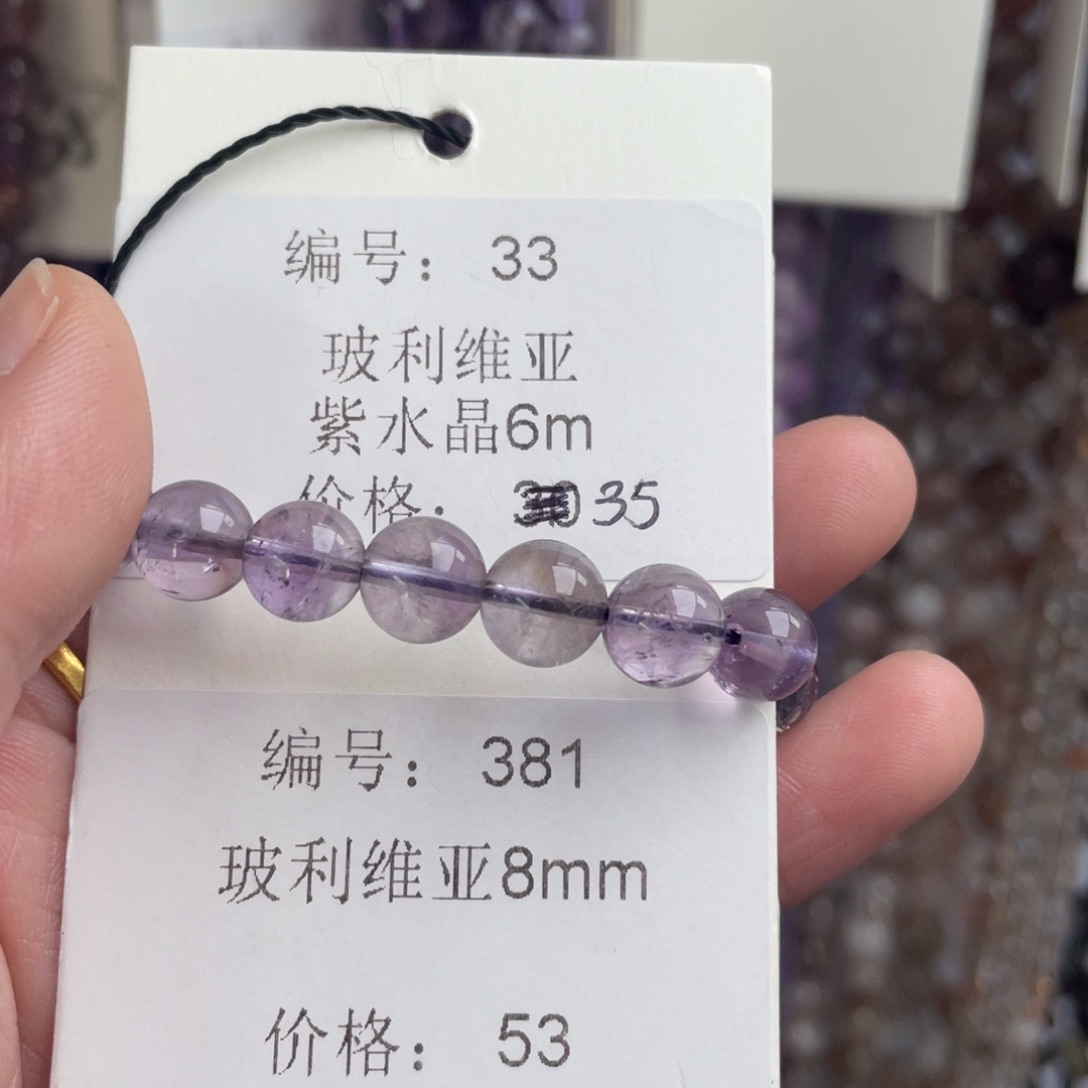 编号： 33
玻利维亚
紫水晶6m
价格： 35
编号： 381
玻利维亚8mm
价格： 53